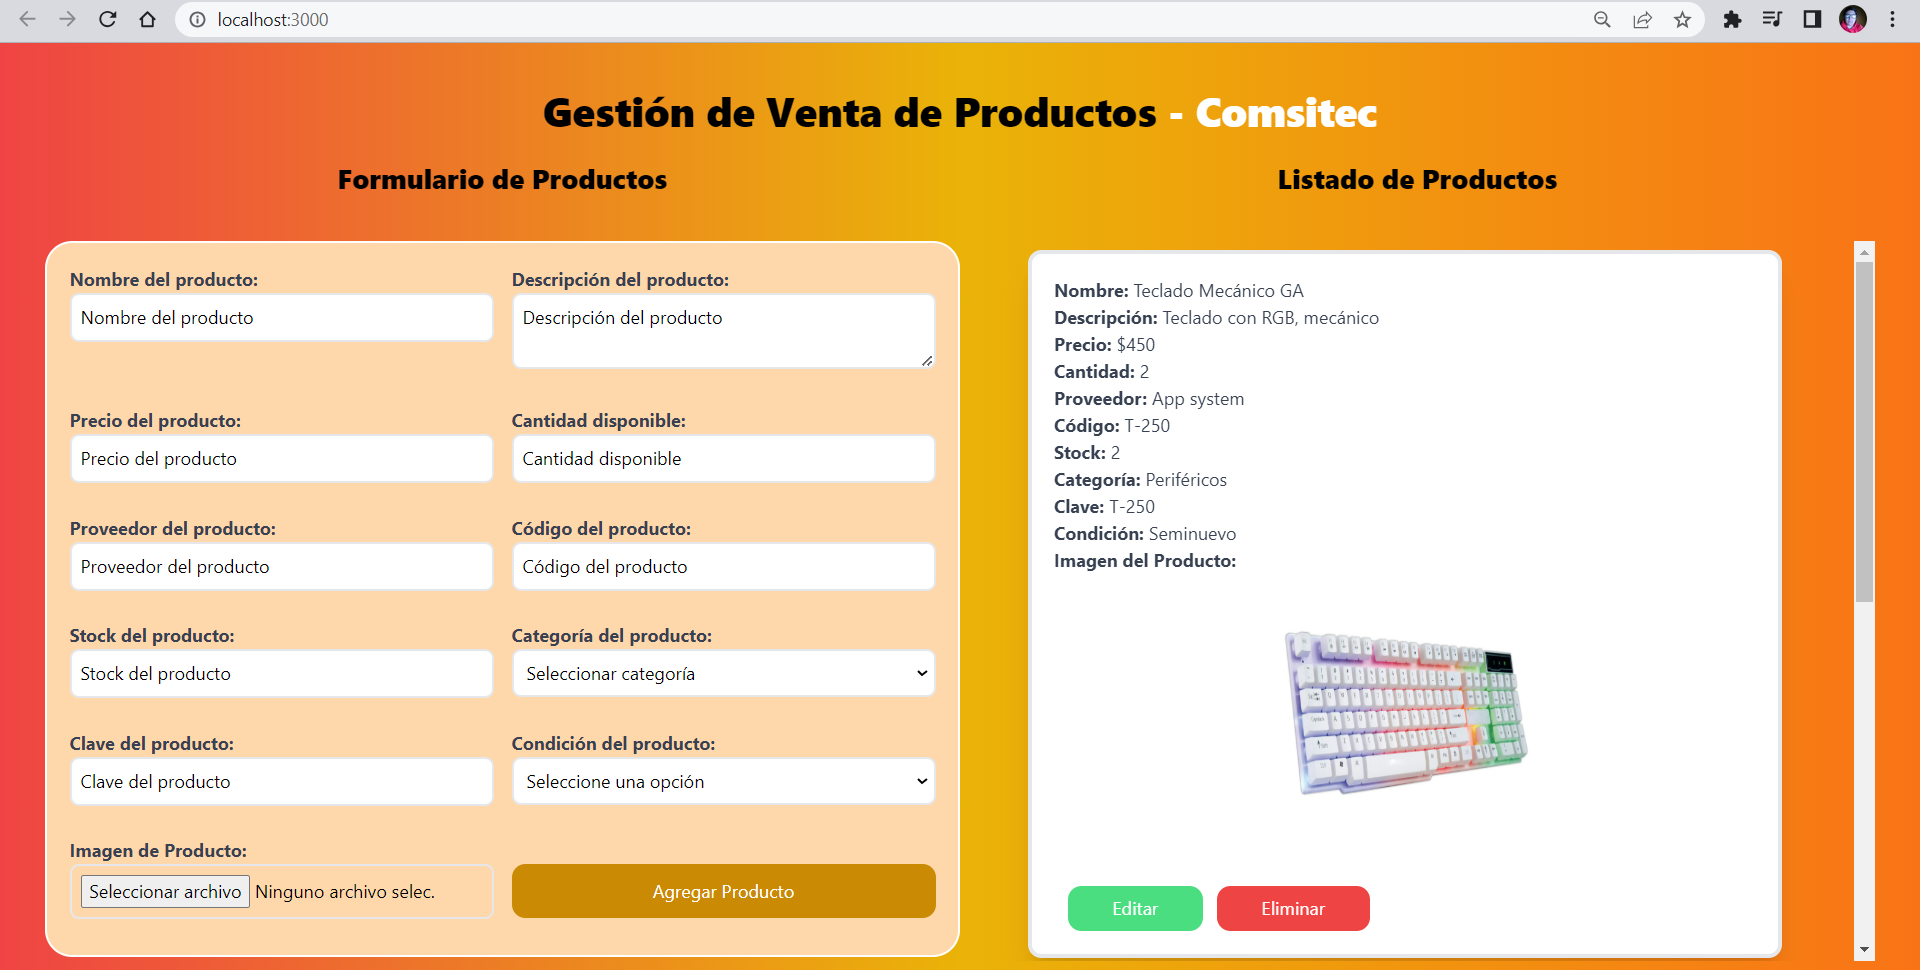 localhost:3000
Gestión de Venta de Productos - Comsitec
Formulario de Productos
Nombre del producto:
Nombre del producto
Descripción del producto:
Descripción del producto
Precio del producto:
Precio del producto
Cantidad disponible:
Cantidad disponible
Proveedor del producto:
Proveedor del producto
Código del producto:
Código del producto
Stock del producto:
Stock del producto
Categoría del producto:
Seleccionar categoría
Clave del producto:
Clave del producto
Condición del producto:
Seleccione una opción
Imagen de Producto:
Seleccionar archivo Ninguno archivo selec.
Agregar Producto
Listado de Productos
Nombre: Teclado Mecánico GA
Descripción: Teclado con RGB, mecánico
Precio: $450
Cantidad: 2
Proveedor: App system
Código: T-250
Stock: 2
Categoría: Periféricos
Clave: T-250
Condición: Seminuevo
Imagen del Producto:
Editar
Eliminar